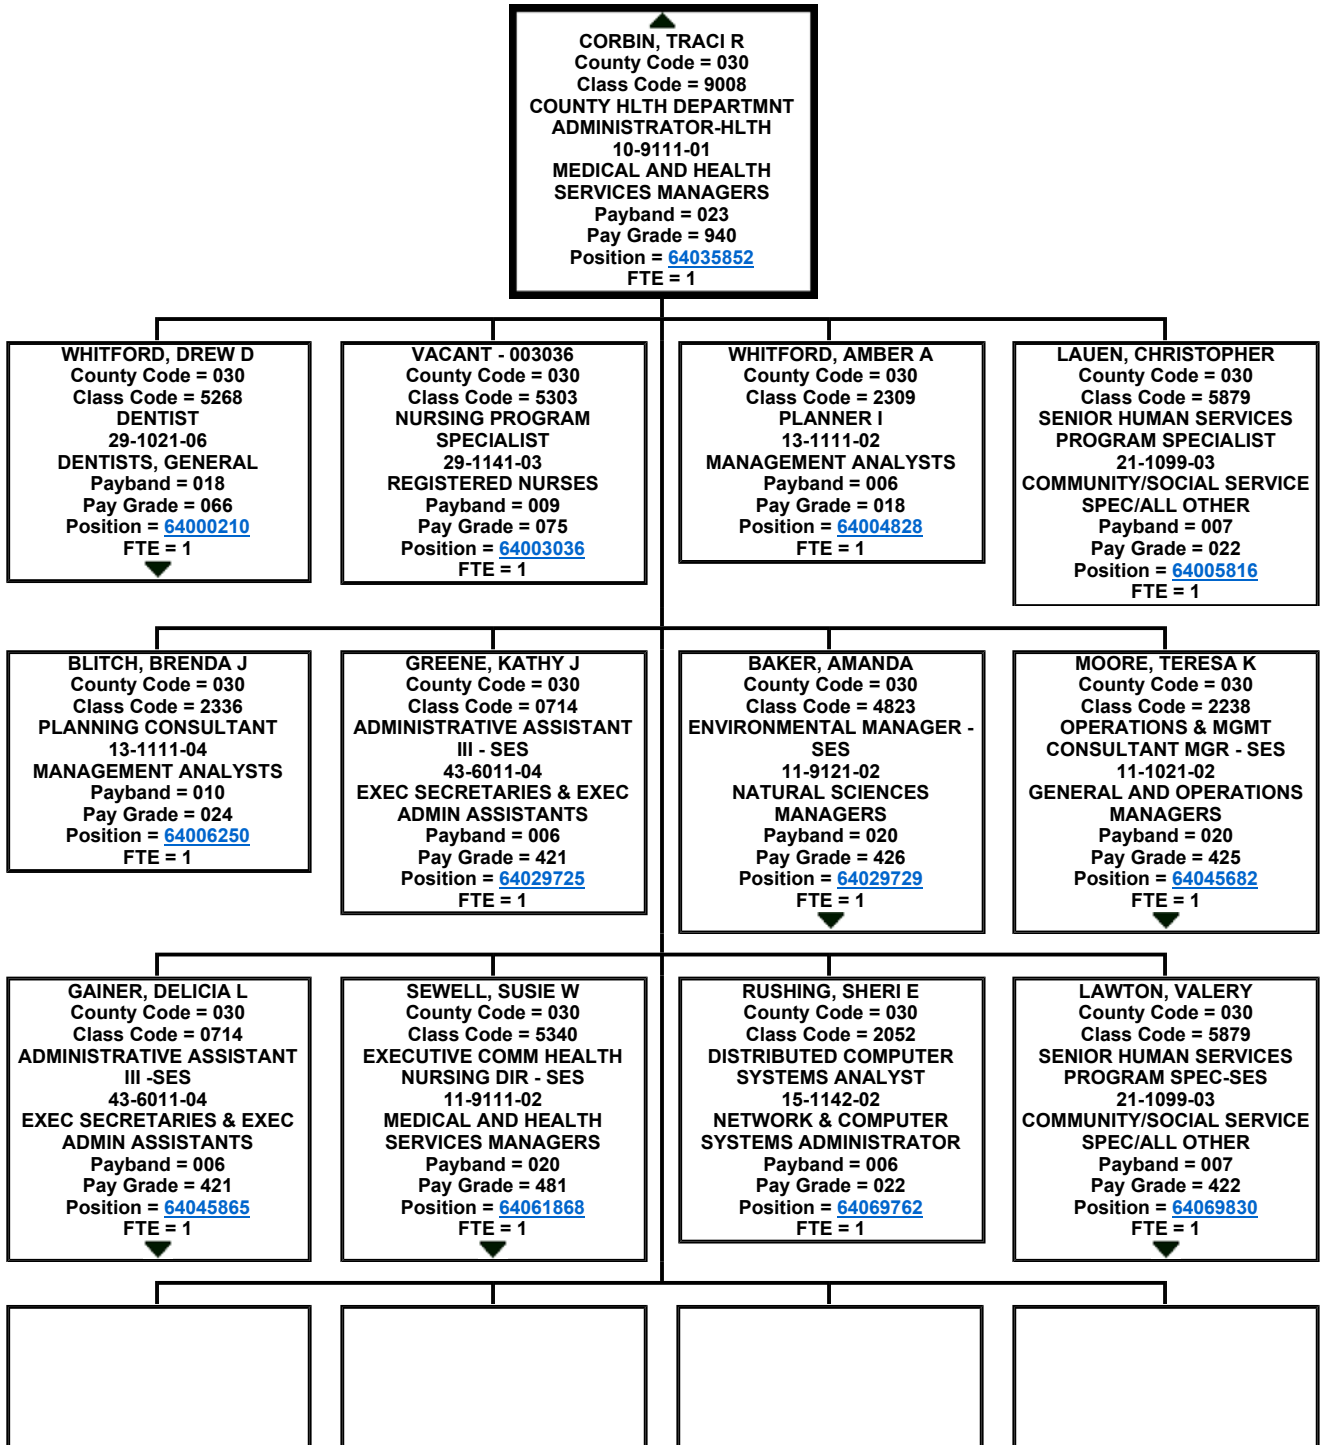 CORBIN, TRACI R
County Code = 030
Class Code = 9008
COUNTY HLTH DEPARTMNT
ADMINISTRATOR-HLTH
10-9111-01
MEDICAL AND HEALTH
SERVICES MANAGERS
Payband = 023
Pay Grade = 940
Position = 64035852
FTE = 1
WHITFORD, DREW D
County Code = 030
Class Code = 5268
DENTIST
29-1021-06
DENTISTS, GENERAL
Payband = 018
Pay Grade = 066
Position = 64000210
FTE = 1
VACANT - 003036
County Code = 030
Class Code = 5303
NURSING PROGRAM
SPECIALIST
29-1141-03
REGISTERED NURSES
Payband = 009
Pay Grade = 075
Position = 64003036
FTE = 1
WHITFORD, AMBER A
County Code = 030
Class Code = 2309
PLANNER I
13-1111-02
MANAGEMENT ANALYSTS
Payband = 006
Pay Grade = 018
Position = 64004828
FTE = 1
LAUEN, CHRISTOPHER
County Code = 030
Class Code = 5879
SENIOR HUMAN SERVICES
PROGRAM SPECIALIST
21-1099-03
COMMUNITY/SOCIAL SERVICE
SPEC/ALL OTHER
Payband = 007
Pay Grade = 022
Position = 64005816
FTE = 1
BLITCH, BRENDA J
County Code = 030
Class Code = 2336
PLANNING CONSULTANT
13-1111-04
MANAGEMENT ANALYSTS
Payband = 010
Pay Grade = 024
Position = 64006250
FTE = 1
GREENE, KATHY J
County Code = 030
Class Code = 0714
ADMINISTRATIVE ASSISTANT
III - SES
43-6011-04
EXEC SECRETARIES & EXEC
ADMIN ASSISTANTS
Payband = 006
Pay Grade = 421
Position = 64029725
FTE = 1
BAKER, AMANDA
County Code = 030
Class Code = 4823
ENVIRONMENTAL MANAGER -
SES
11-9121-02
NATURAL SCIENCES
MANAGERS
Payband = 020
Pay Grade = 426
Position = 64029729
FTE = 1
MOORE, TERESA K
County Code = 030
Class Code = 2238
OPERATIONS & MGMT
CONSULTANT MGR - SES
11-1021-02
GENERAL AND OPERATIONS
MANAGERS
Payband = 020
Pay Grade = 425
Position = 64045682
FTE = 1
GAINER, DELICIA L
County Code = 030
Class Code = 0714
ADMINISTRATIVE ASSISTANT
III -SES
43-6011-04
EXEC SECRETARIES & EXEC
ADMIN ASSISTANTS
Payband = 006
Pay Grade = 421
Position = 64045865
FTE = 1
SEWELL, SUSIE W
County Code = 030
Class Code = 5340
EXECUTIVE COMM HEALTH
NURSING DIR - SES
11-9111-02
MEDICAL AND HEALTH
SERVICES MANAGERS
Payband = 020
Pay Grade = 481
Position = 64061868
FTE = 1
RUSHING, SHERI E
County Code = 030
Class Code = 2052
DISTRIBUTED COMPUTER
SYSTEMS ANALYST
15-1142-02
NETWORK & COMPUTER
SYSTEMS ADMINISTRATOR
Payband = 006
Pay Grade = 022
Position = 64069762
FTE = 1
LAWTON, VALERY
County Code = 030
Class Code = 5879
SENIOR HUMAN SERVICES
PROGRAM SPEC-SES
21-1099-03
COMMUNITY/SOCIAL SERVICE
SPEC/ALL OTHER
Payband = 007
Pay Grade = 422
Position = 64069830
FTE = 1